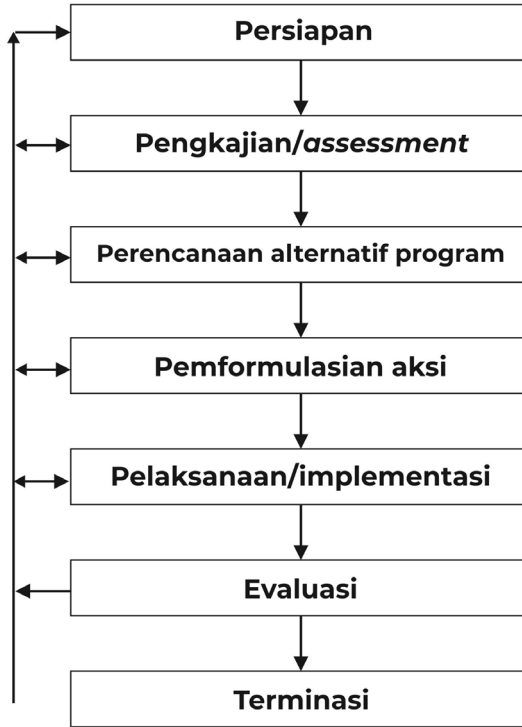 Persiapan
Pengkajian/assessment
Perencanaan alternatif program
Pemformulasian aksi
Pelaksanaan/implementasi
Evaluasi
Terminasi